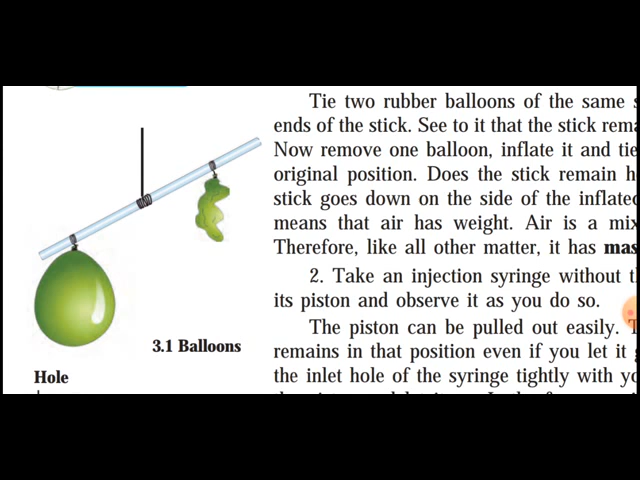 Tie two rubber balloons of the same
ends of the stick. See to it that the stick
Now remove one balloon, inflate it and tie
original position. Does the stick remain
stick goes down on the side of the
means that air has weight. Air is a
Therefore, like all other matter, it has
2. Take an injection syringe without
its piston and observe it as you do so.
The piston can be pulled out easily.
remains in that position even if you let it
the inlet hole of the syringe tightly with
3.1 Balloons
Hole